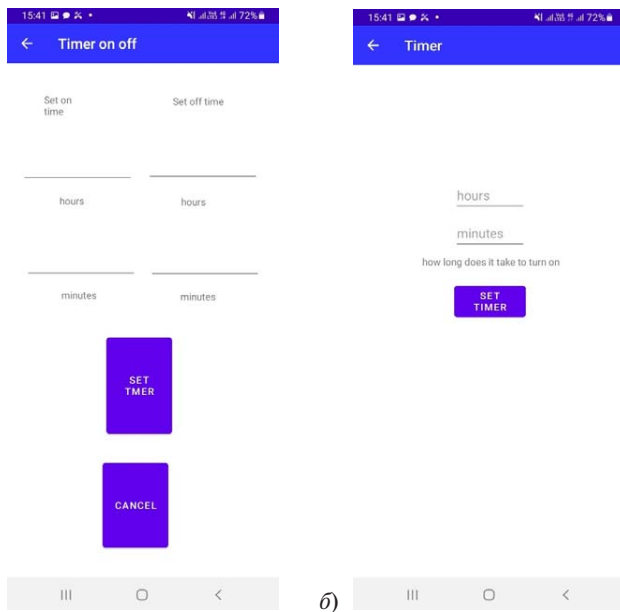 15:41
72%
Timer on off
Set on
time
Set off time
hours
hours
minutes
minutes
SET
TMER
CANCEL
б)
15:41
72%
Timer
hours
minutes
how long does it take to turn on
SET
TIMER